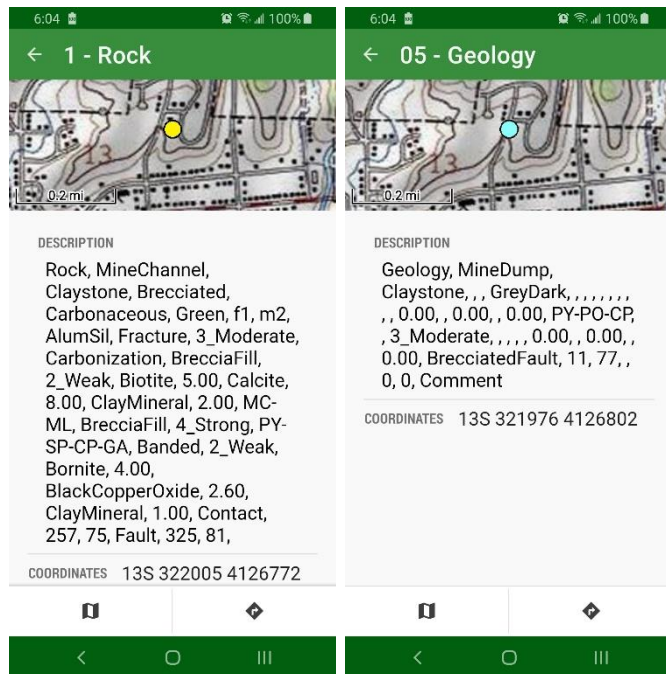 6:04
100%
1 - Rock
13
0.2 mi
DESCRIPTION
Rock, MineChannel,
Claystone, Brecciated,
Carbonaceous, Green, f1, m2,
AlumSil, Fracture, 3_Moderate,
Carbonization, BrecciaFill,
2_Weak, Biotite, 5.00, Calcite,
8.00, ClayMineral, 2.00, MC-
ML, BrecciaFill, 4_Strong, PY-
SP-CP-GA, Banded, 2_Weak,
Bornite, 4.00,
BlackCopperOxide, 2.60,
ClayMineral, 1.00, Contact,
257, 75, Fault, 325, 81,
COORDINATES 13S 322005 4126772
6:04
100%
05 - Geology
13
0.2 mi
DESCRIPTION
Geology, MineDump,
Claystone, , , GreyDark, , , , , , , ,
, , 0.00, , 0.00, , 0.00, PY-PO-CP,
, 3_Moderate, , , , , 0.00, , 0.00, ,
0.00, BrecciatedFault, 11, 77, ,
0, 0, Comment
COORDINATES 13S 321976 4126802